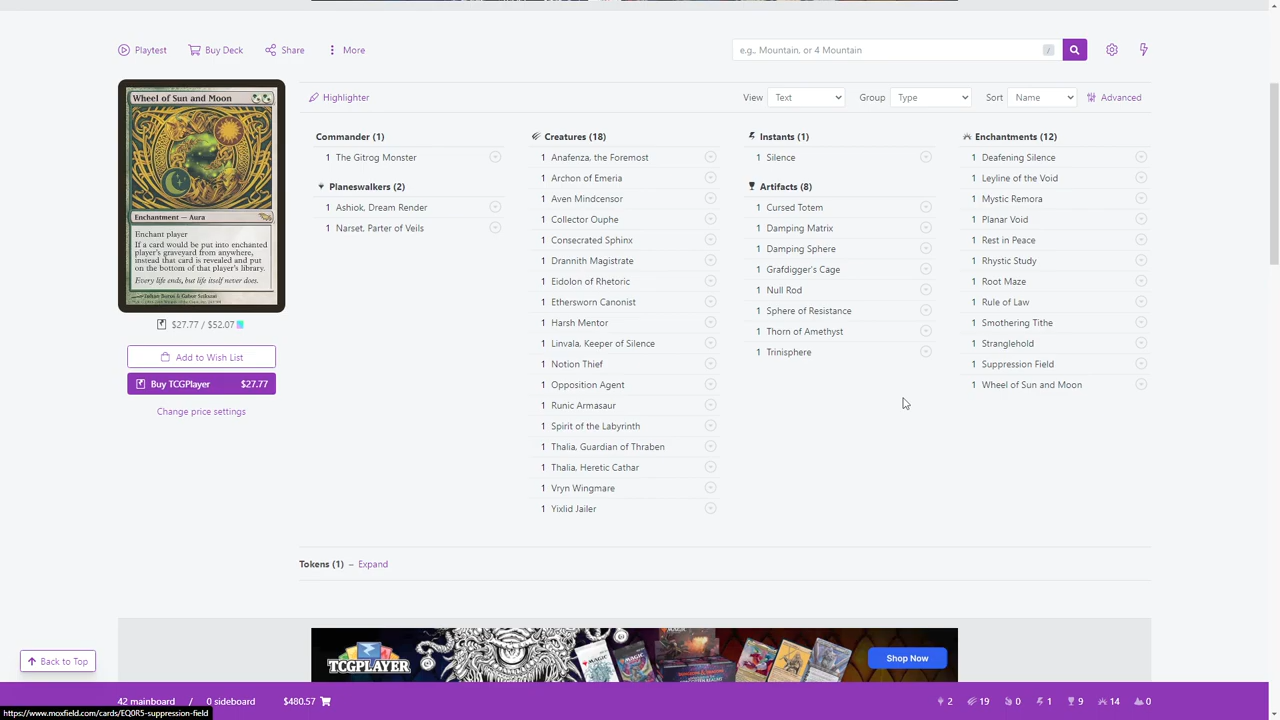 Playtest
Buy Deck
Share
More
e.g., Mountain, or 4 Mountain
/
Wheel of Sun and Moon
Enchantment — Aura
Enchant player
If a card would be put into enchanted
player's graveyard from anywhere,
instead that card is revealed and put
on the bottom of that player's library.
Every life ends, but life itself never does.
$27.77 / $52.07
Add to Wish List
Buy TCGPlayer $27.77
Change price settings
Highlighter
View Text
Group Type
Sort Name
Advanced
Commander (1)
1 The Gitrog Monster
Planeswalkers (2)
1 Ashiok, Dream Render
1 Narset, Parter of Veils
Creatures (18)
1 Anafenza, the Foremost
1 Archon of Emeria
1 Aven Mindcensor
1 Collector Ouphe
1 Consecrated Sphinx
1 Drannith Magistrate
1 Eidolon of Rhetoric
1 Ethersworn Canonist
1 Harsh Mentor
1 Linvala, Keeper of Silence
1 Notion Thief
1 Opposition Agent
1 Runic Armasaur
1 Spirit of the Labyrinth
1 Thalia, Guardian of Thraben
1 Thalia, Heretic Cathar
1 Vryn Wingmare
1 Yixlid Jailer
Instants (1)
1 Silence
Artifacts (8)
1 Cursed Totem
1 Damping Matrix
1 Damping Sphere
1 Grafdigger's Cage
1 Null Rod
1 Sphere of Resistance
1 Thorn of Amethyst
1 Trinisphere
Enchantments (12)
1 Deafening Silence
1 Leyline of the Void
1 Mystic Remora
1 Planar Void
1 Rest in Peace
1 Rhystic Study
1 Root Maze
1 Rule of Law
1 Smothering Tithe
1 Stranglehold
1 Suppression Field
1 Wheel of Sun and Moon
Tokens (1) – Expand
TCGPLAYER
Shop Now
Back to Top
42 mainboard / 0 sideboard $480.57
2 19 0 1 9 14 0
https://www.moxfield.com/cards/EQ0R5-suppression-field